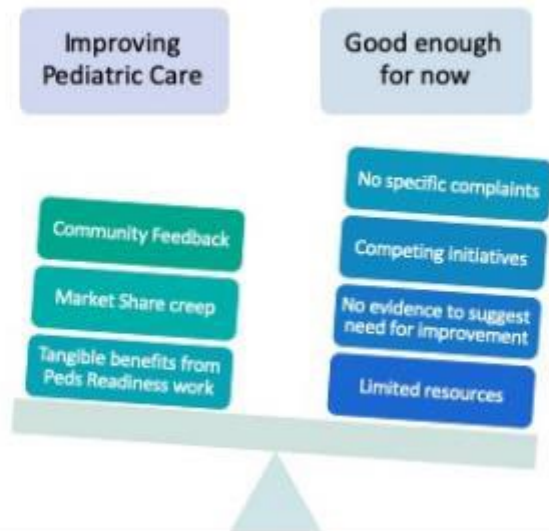 Improving
Pediatric Care
Good enough
for now
Community Feedback
Market Share creep
Tangible benefits from
Peds Readiness work
No specific complaints
Competing Initiatives
No evidence to suggest
need for improvement
Limited resources